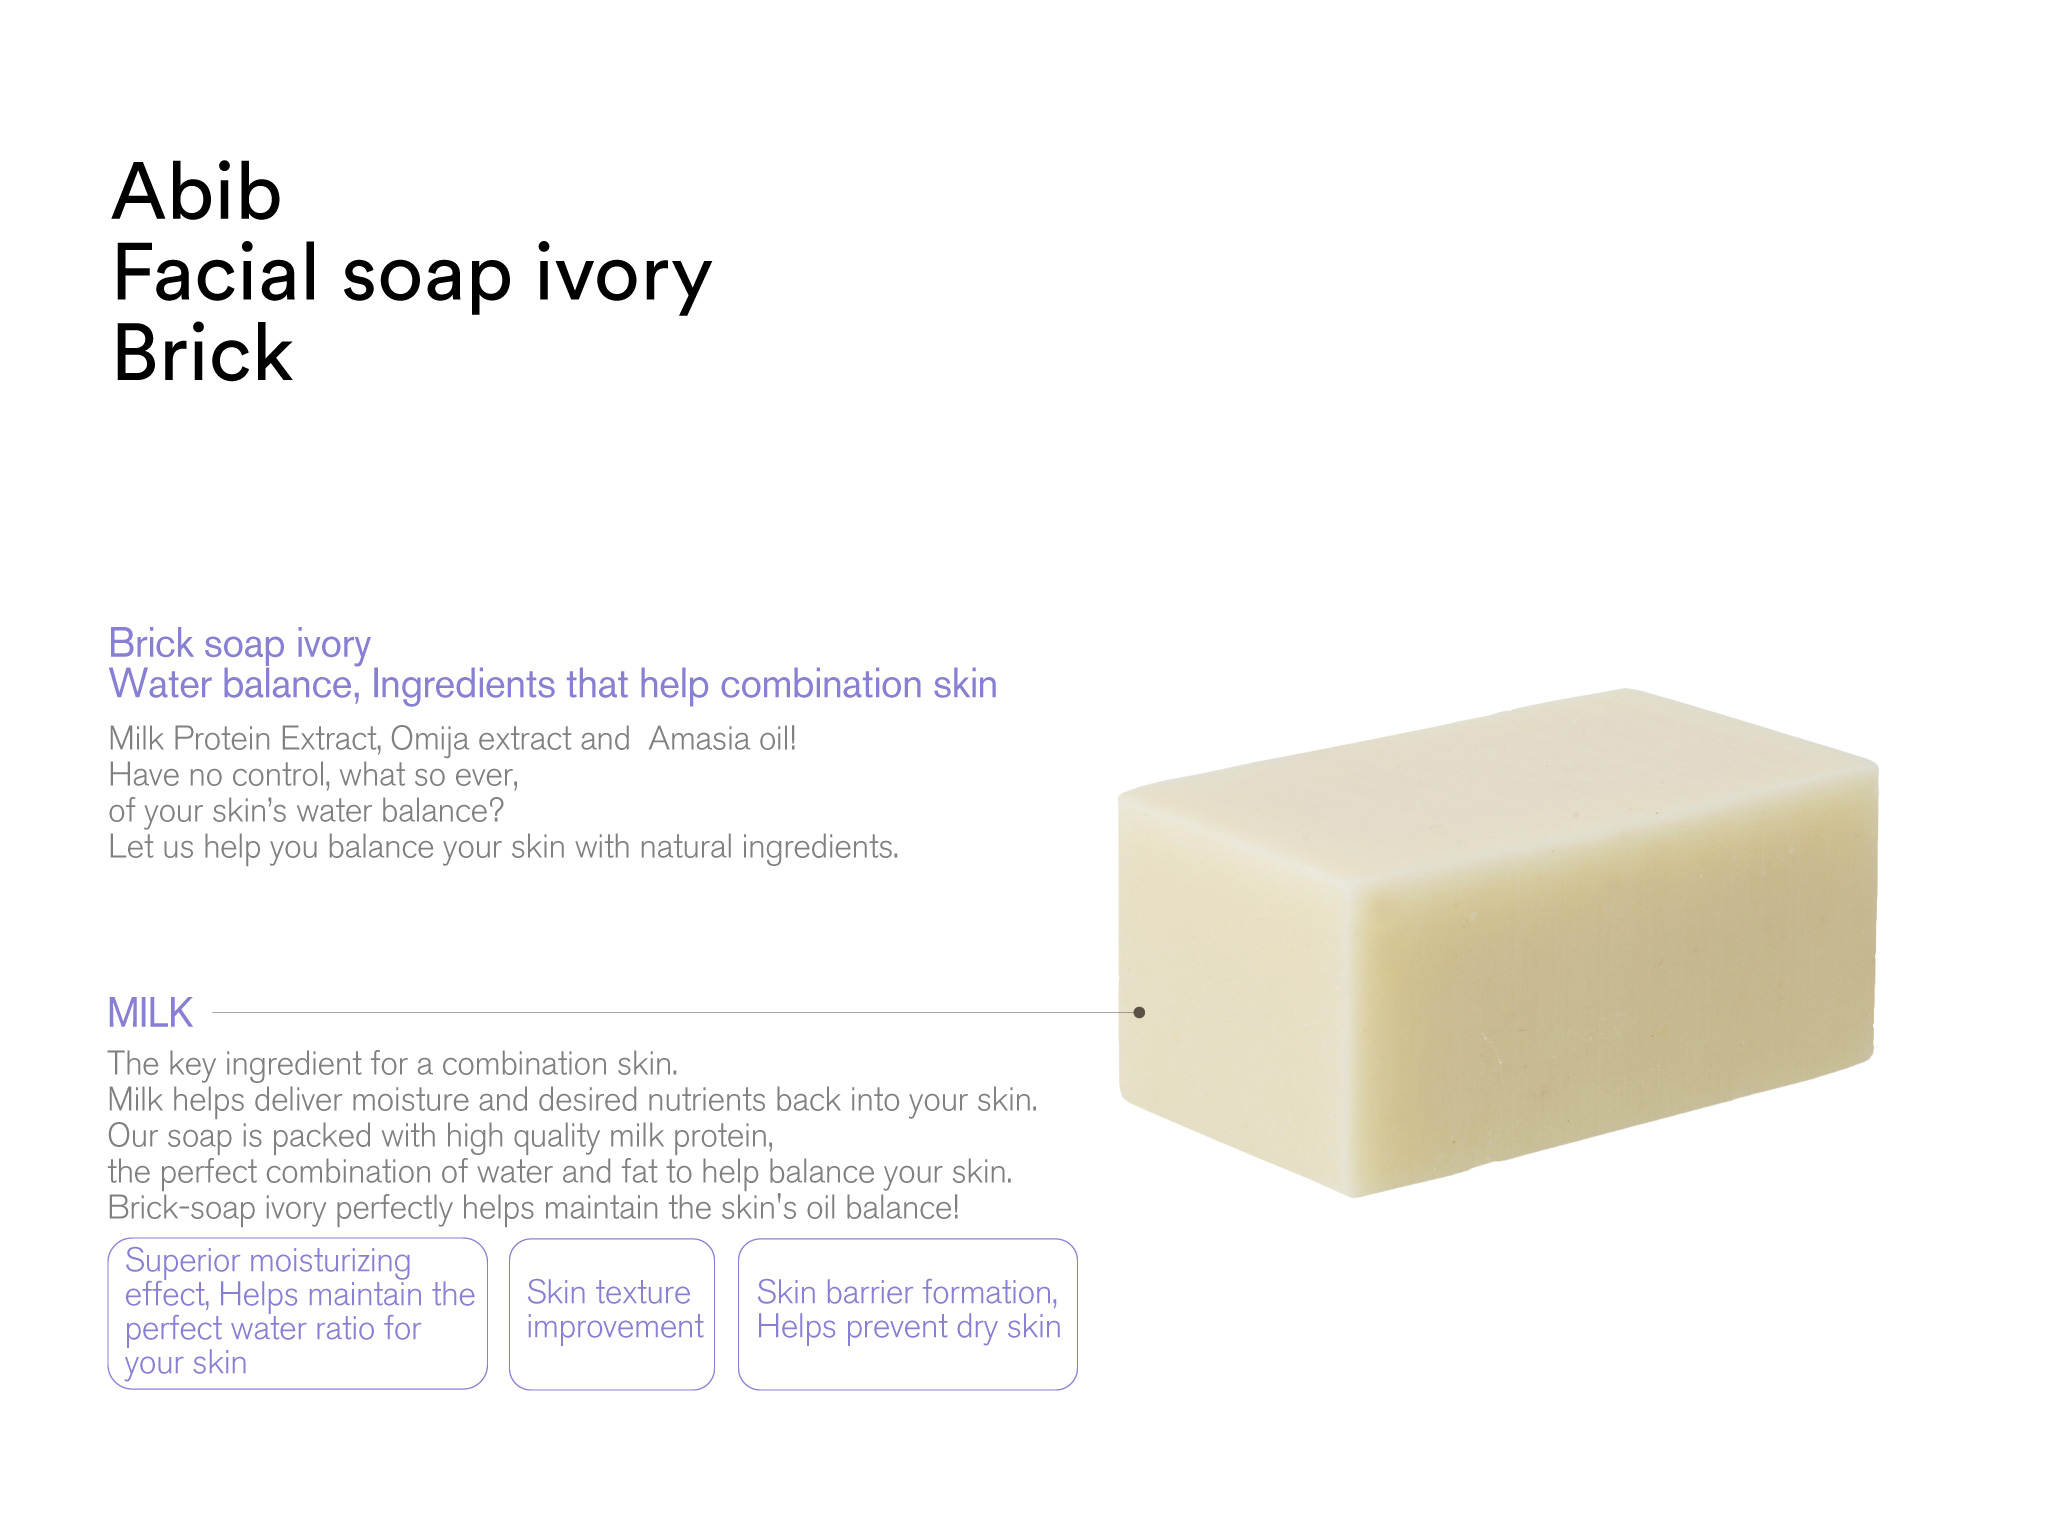 Abib
Facial soap ivory
Brick
Brick soap ivory
Water balance, Ingredients that help combination skin
Milk Protein Extract, Omija extract and  Amasia oil!
Have no control, what so ever,
of your skin’s water balance?
Let us help you balance your skin with natural ingredients.
MILK
The key ingredient for a combination skin.
Milk helps deliver moisture and desired nutrients back into your skin.
Our soap is packed with high quality milk protein,
the perfect combination of water and fat to help balance your skin.
Brick-soap ivory perfectly helps maintain the skin's oil balance!
Superior moisturizing
effect, Helps maintain the
perfect water ratio for
your skin
Skin texture
improvement
Skin barrier formation,
Helps prevent dry skin